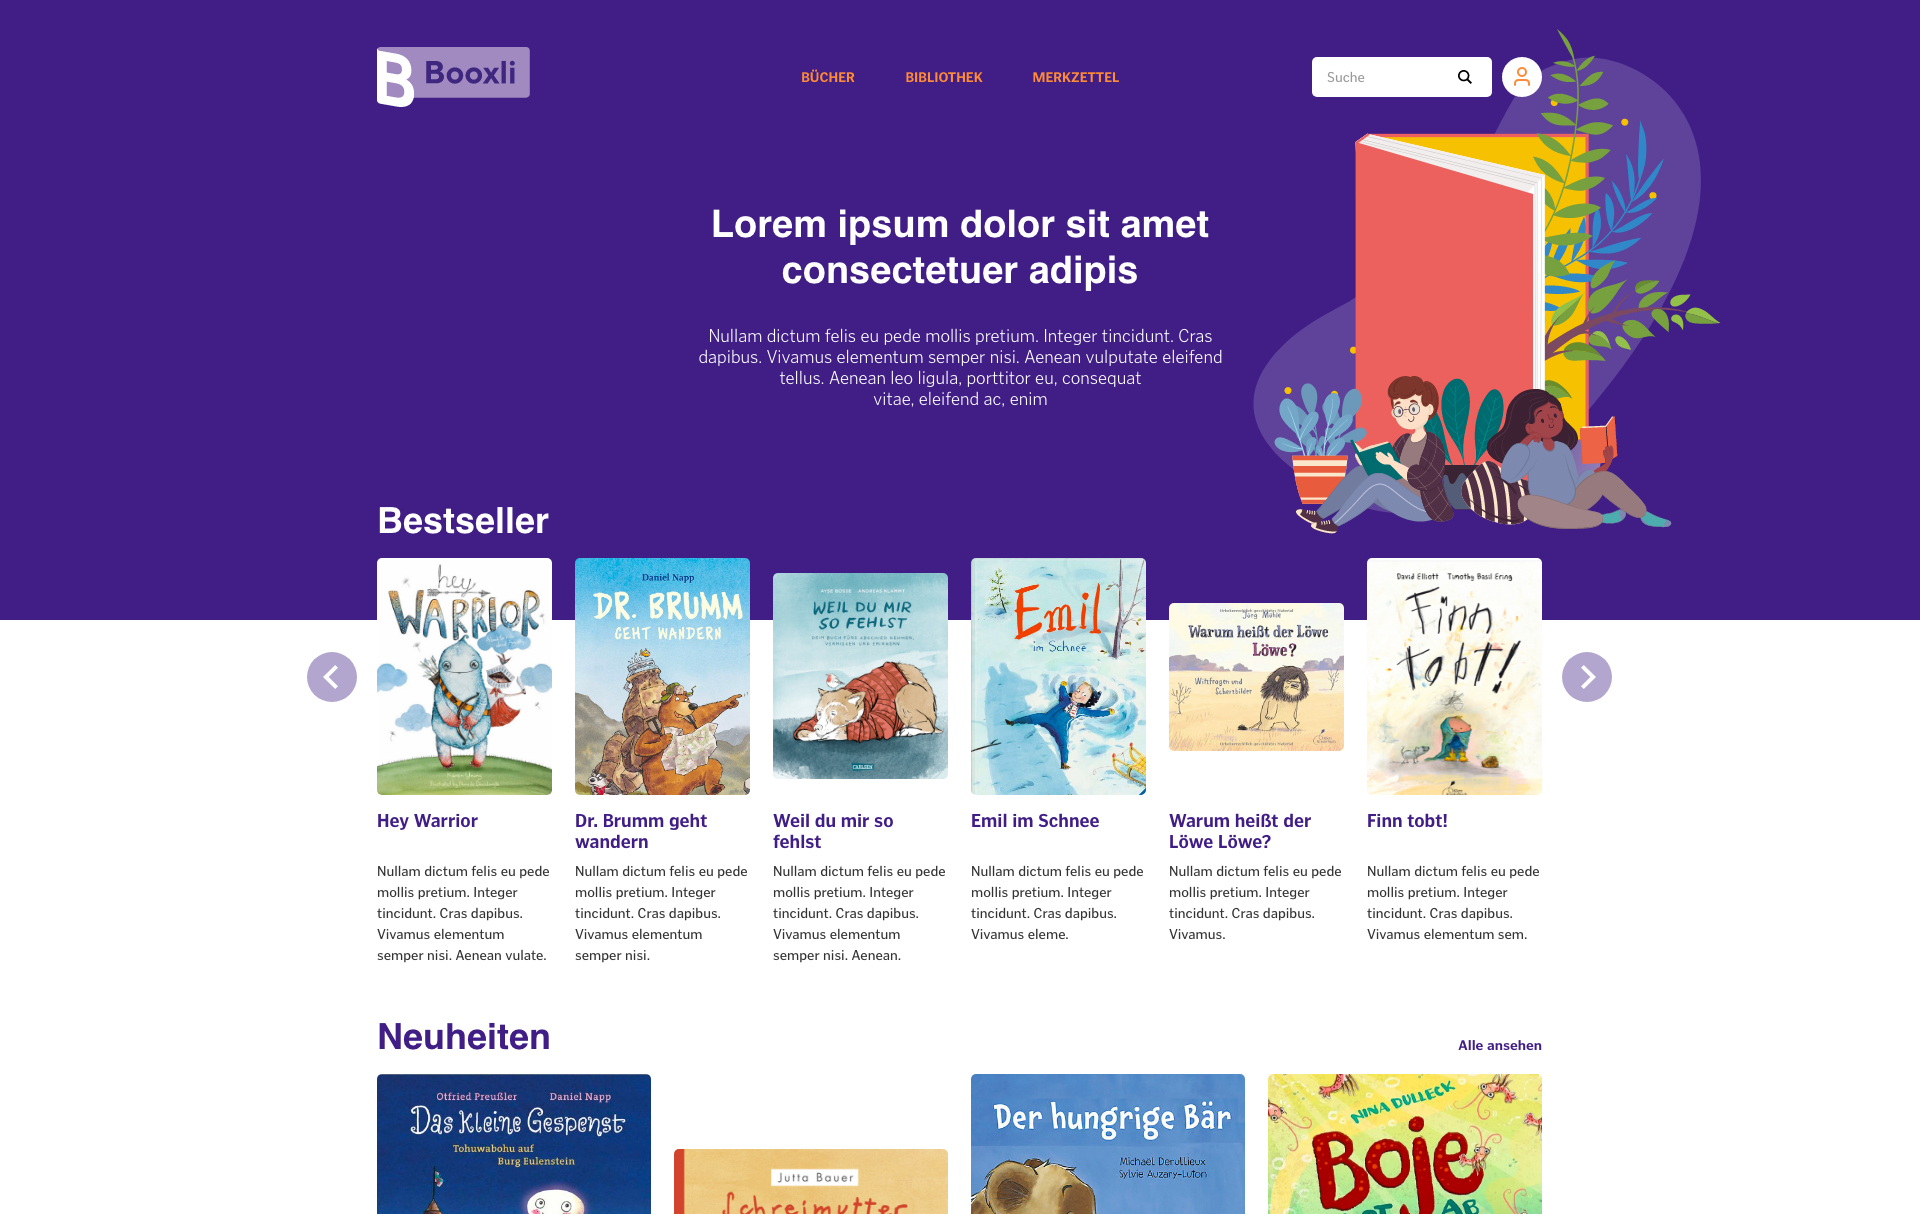 B Booxli
BÜCHER BIBLIOTHEK MERKZETTEL
Suche
Lorem ipsum dolor sit amet
consectetuer adipis
Nullam dictum felis eu pede mollis pretium. Integer tincidunt. Cras
dapibus. Vivamus elementum semper nisi. Aenean vulputate eleifend
tellus. Aenean leo ligula, porttitor eu, consequat
vitae, eleifend ac, enim
Bestseller
hey
WARRIOR
Daniel Napp
DR. BRUMM
GEHT WANDERN
WEIL DU MIR
SO FEHLST
CARLSEN
Emil
im Schnee
Jörg Mühle
Warum heißt der Löwe
Löwe?
Witzfragen und
Scherzbilder
David Elliott Timothy Basil Ering
Finn
tobt!
Hey Warrior
Nullam dictum felis eu pede
mollis pretium. Integer
tincidunt. Cras dapibus.
Vivamus elementum
semper nisi. Aenean vulate.
Dr. Brumm geht
wandern
Nullam dictum felis eu pede
mollis pretium. Integer
tincidunt. Cras dapibus.
Vivamus elementum
semper nisi.
Weil du mir so
fehlst
Nullam dictum felis eu pede
mollis pretium. Integer
tincidunt. Cras dapibus.
Vivamus elementum
semper nisi. Aenean.
Emil im Schnee
Nullam dictum felis eu pede
mollis pretium. Integer
tincidunt. Cras dapibus.
Vivamus eleme.
Warum heißt der
Löwe Löwe?
Nullam dictum felis eu pede
mollis pretium. Integer
tincidunt. Cras dapibus.
Vivamus.
Finn tobt!
Nullam dictum felis eu pede
mollis pretium. Integer
tincidunt. Cras dapibus.
Vivamus elementum sem.
Neuheiten
Alle ansehen
Otfried Preußler Daniel Napp
Das kleine Gespenst
Tohuwabohu auf
Burg Eulenstein
Jutta Bauer
Schreimutter
Der hungrige Bär
Michaël Derullieux
Sylvie Auzary-Luton
NINA DULLECK
Boje
AB